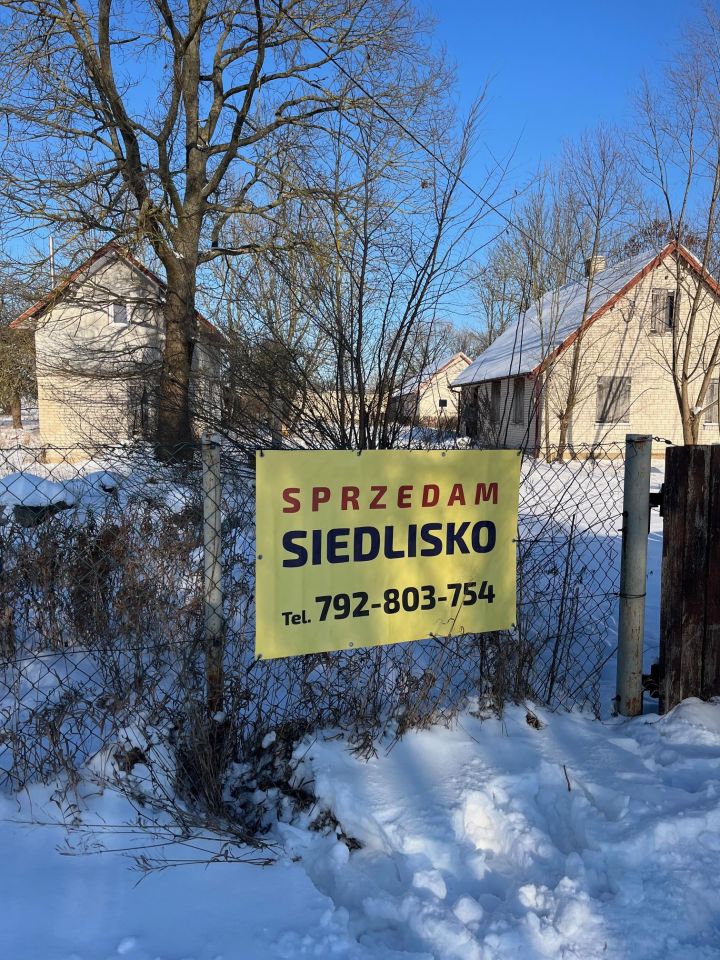 SPRZEDAM
SIEDLISKO
Tel. 792-803-754